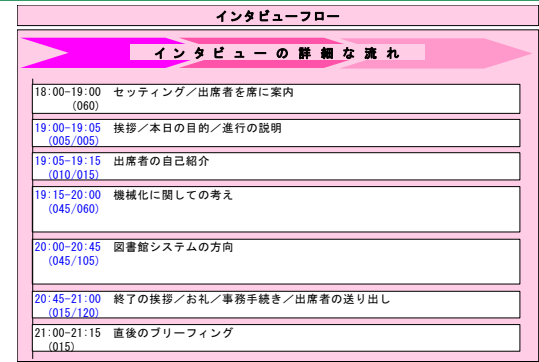 インタビューフロー
インタビューの詳細な流れ
18:00-19:00 セッティング／出席者を席に案内
(060)
19:00-19:05 挨拶／本日の目的／進行の説明
(005/005)
19:05-19:15 出席者の自己紹介
(010/015)
19:15-20:00 機械化に関しての考え
(045/060)
20:00-20:45 図書館システムの方向
(045/105)
20:45-21:00 終了の挨拶／お礼／事務手続き／出席者の送り出し
(015/120)
21:00-21:15 直後のブリーフィング
(015)